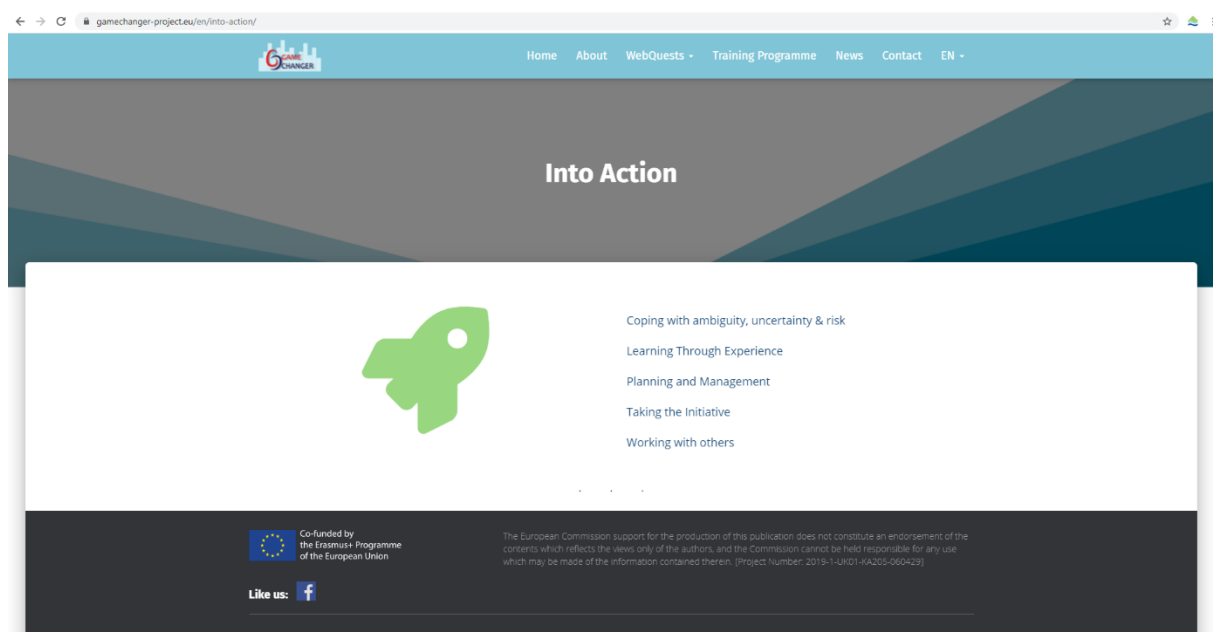 gamechanger-project.eu/en/into-action/
GAME
CHANGER
Home About WebQuests Training Programme News Contact EN
Into Action
Coping with ambiguity, uncertainty & risk
Learning Through Experience
Planning and Management
Taking the Initiative
Working with others
. . .
Co-funded by
the Erasmus+ Programme
of the European Union
The European Commission support for the production of this publication does not constitute an endorsement of the
contents which reflects the views only of the authors, and the Commission cannot be held responsible for any use
which may be made of the information contained therein. [Project Number: 2019-1-UK01-KA205-060429]
Like us: f